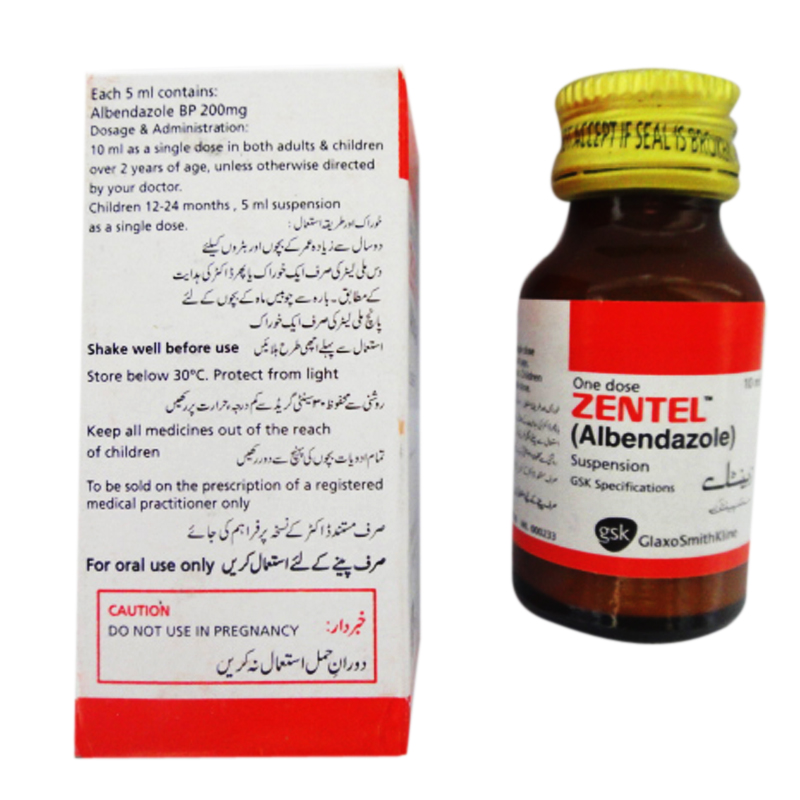 Each 5 ml contains:
Albendazole BP 200mg
Dosage & Administration:
10 ml as a single dose in both adults & children
over 2 years of age, unless otherwise directed
by your doctor.
Children 12-24 months , 5 ml suspension
as a single dose.
خوراک اور طریقہ استعمال :
دو سال سے زیادہ عمر کے بچوں اور بڑوں کیلئے
دس ملی لیٹر کی صرف ایک خوراک یا پھر ڈاکٹر کی ہدایت
کے مطابق ۔ بارہ سے چوبیس ماہ کے بچوں کے لئے
پانچ ملی لیٹر کی صرف ایک خوراک
Shake well before use استعمال سے پہلے اچھی طرح ہلائیں
Store below 30ºC. Protect from light
روشنی سے محفوظ ۳۰ سینٹی گریڈ سے کم درجہ حرارت پر رکھیں
Keep all medicines out of the reach
of children تمام ادویات بچوں کی پہنچ سے دور رکھیں
To be sold on the prescription of a registered
medical practitioner only
صرف مستند ڈاکٹر کے نسخہ پر فراہم کی جائے
For oral use only صرف پینے کے لئے استعمال کریں
CAUTION
DO NOT USE IN PREGNANCY خبردار:
دورانِ حمل استعمال نہ کریں
ACCEPT IF SEAL IS BROKEN
One dose 10 ml
ZENTEL™
(Albendazole)
Suspension
GSK Specifications
gsk GlaxoSmithKline
000233